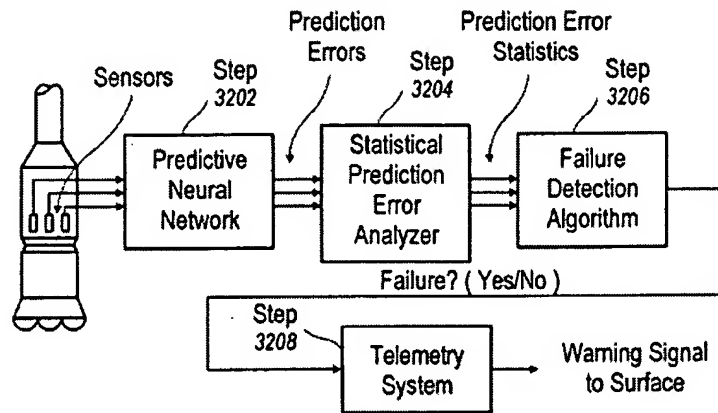 Sensors
Step
3202
Predictive
Neural
Network
Prediction
Errors
Step
3204
Statistical
Prediction
Error
Analyzer
Prediction Error
Statistics
Step
3206
Failure
Detection
Algorithm
Failure? ( Yes/No )
Step
3208
Telemetry
System
Warning Signal
to Surface